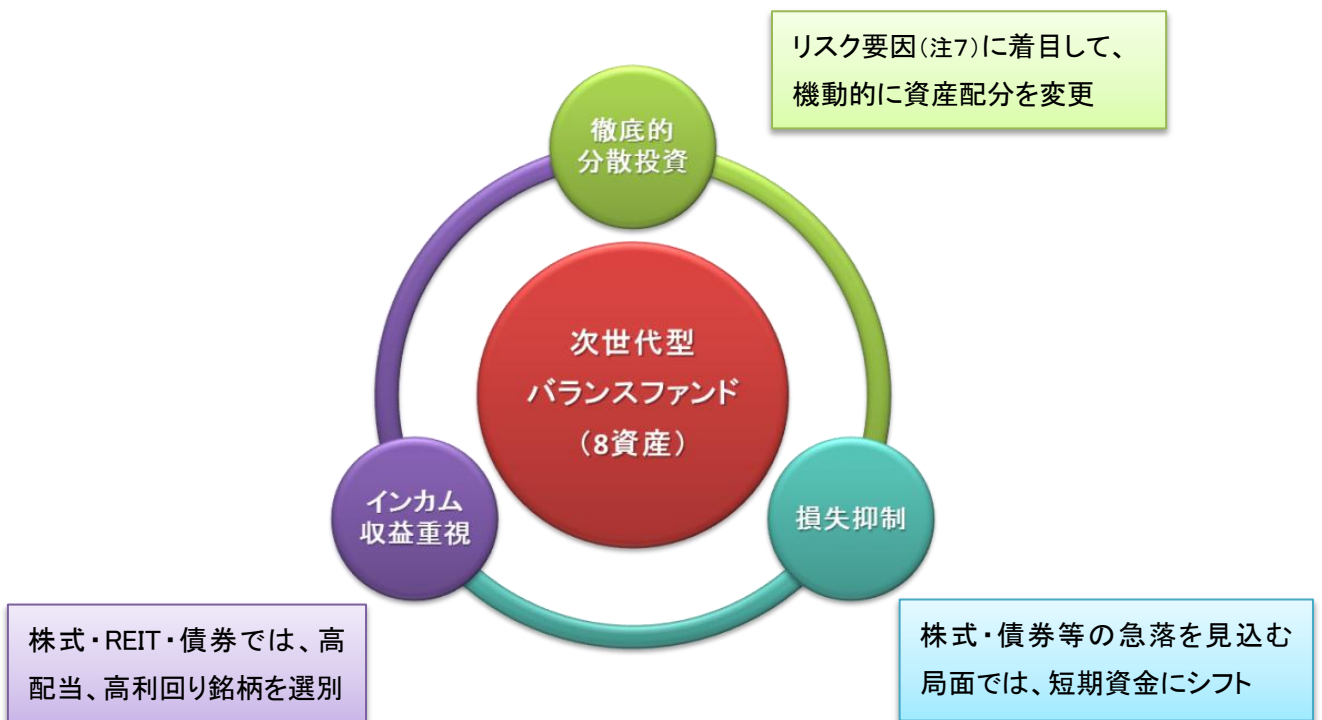 リスク要因(注7)に着目して、
機動的に資産配分を変更
徹底的
分散投資
次世代型
バランスファンド
(8資産)
インカム
収益重視
損失抑制
株式・REIT・債券では、高
配当、高利回り銘柄を選別
株式・債券等の急落を見込む
局面では、短期資金にシフト